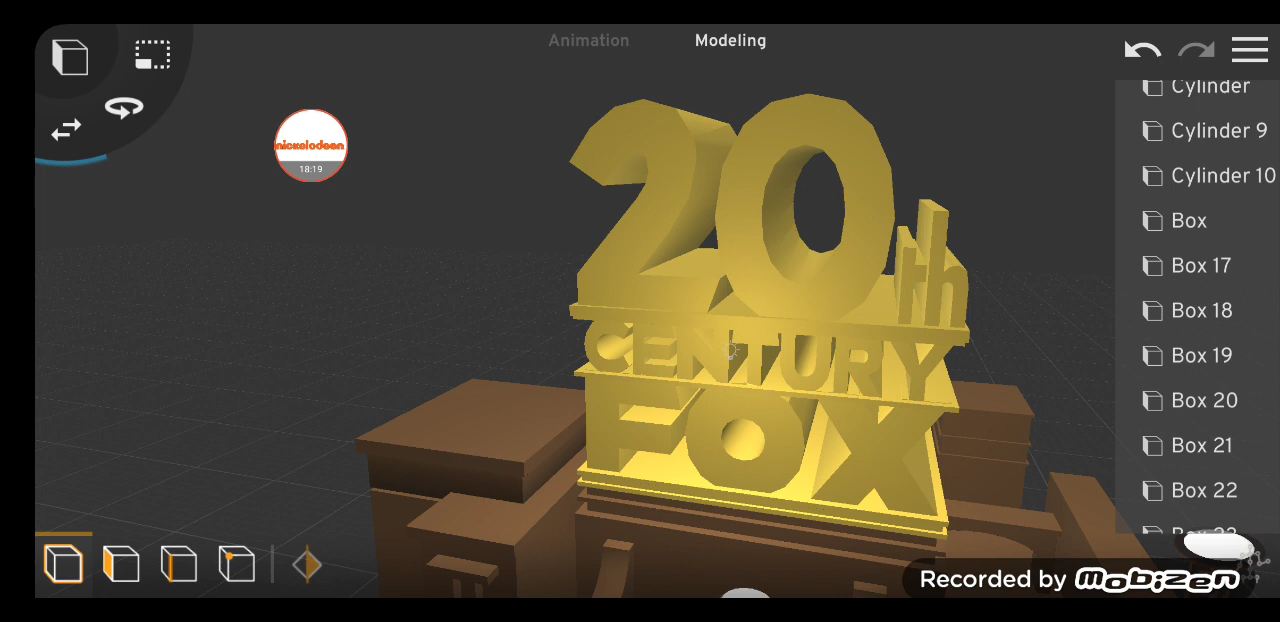 Animation
Modeling
nickelodeon
18:19
Cylinder
Cylinder 9
Cylinder 10
Box
Box 17
Box 18
Box 19
Box 20
Box 21
Box 22
20th
CENTURY
FOX
Recorded by Mobizen